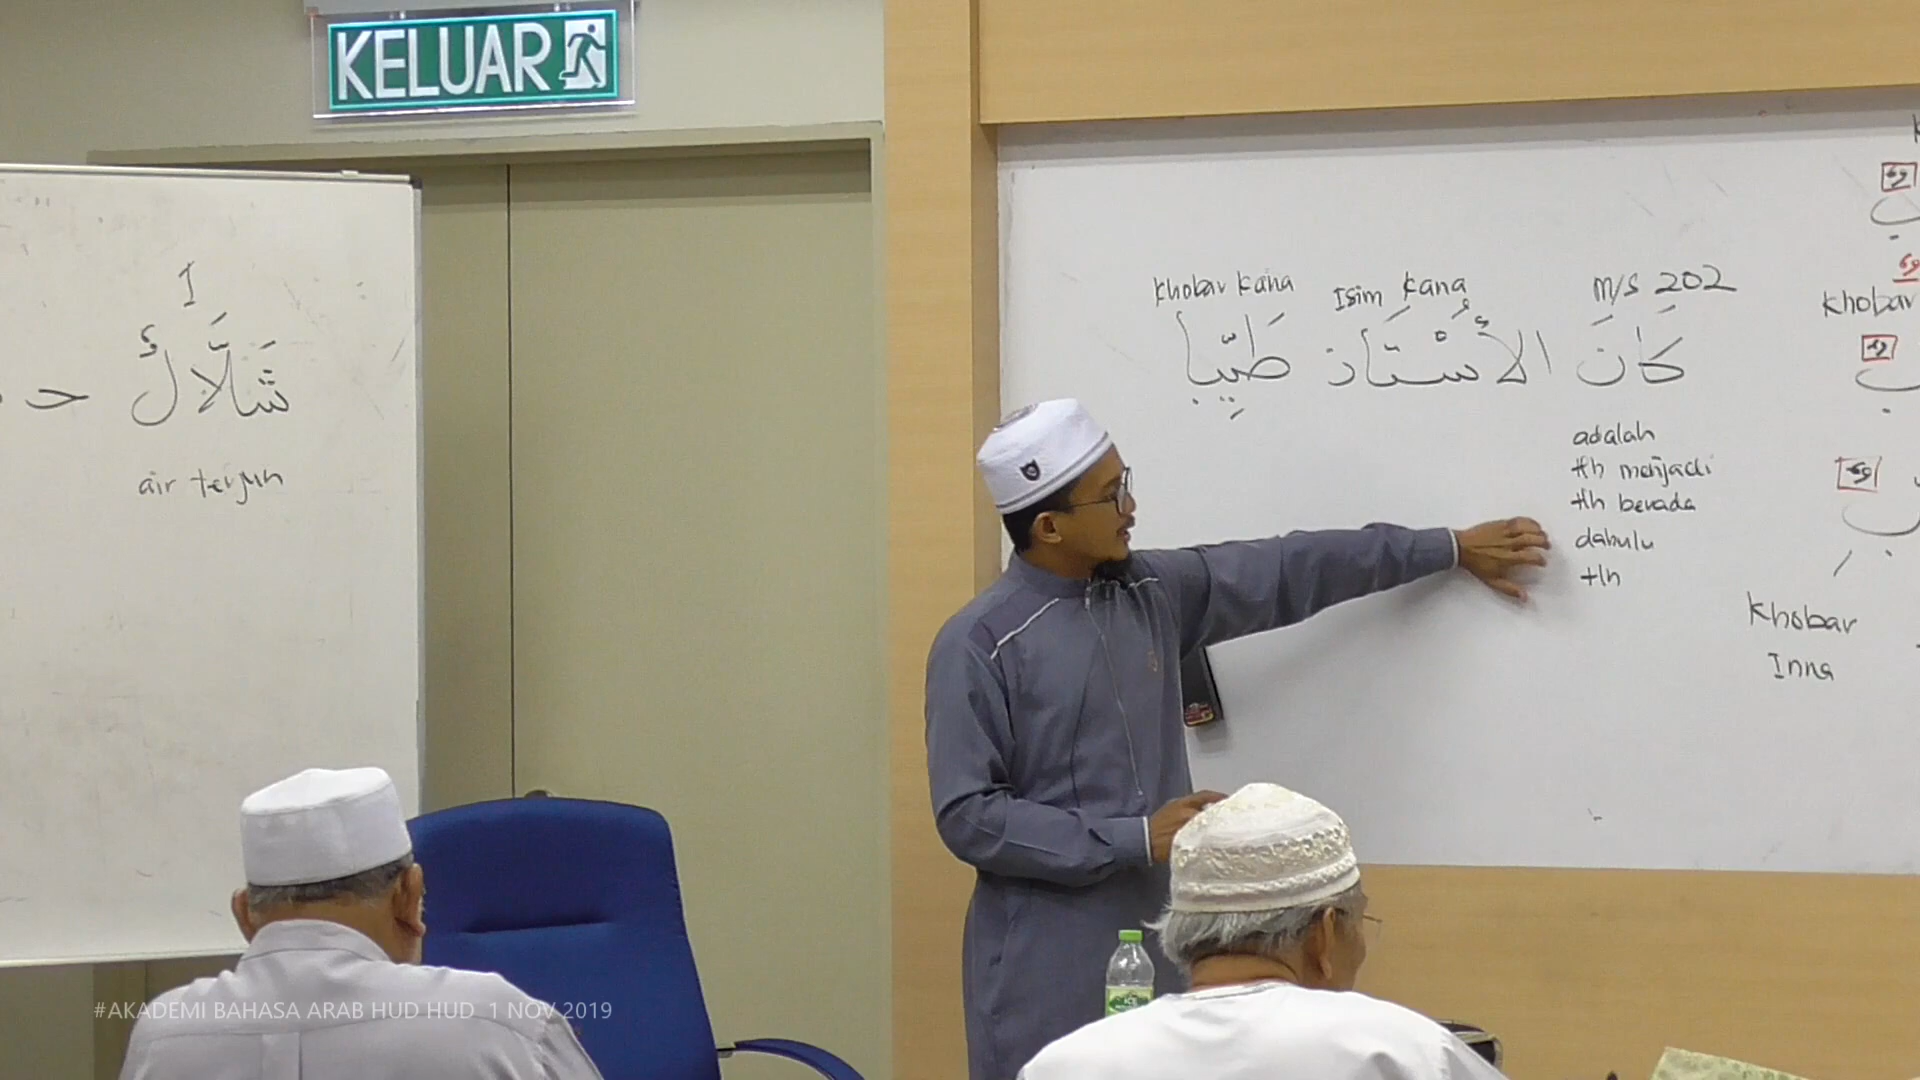 KELUAR
I
شَلَّالٌ
air terjun
Khobar Kana
Isim Kana
M/S 202
كَانَ الأُسْتَاذُ طَيِّبًا
adalah
tlh menjadi
tlh berada
dahulu
tlh
Khobar
Khobar
Inna
#AKADEMI BAHASA ARAB HUD HUD 1 NOV 2019